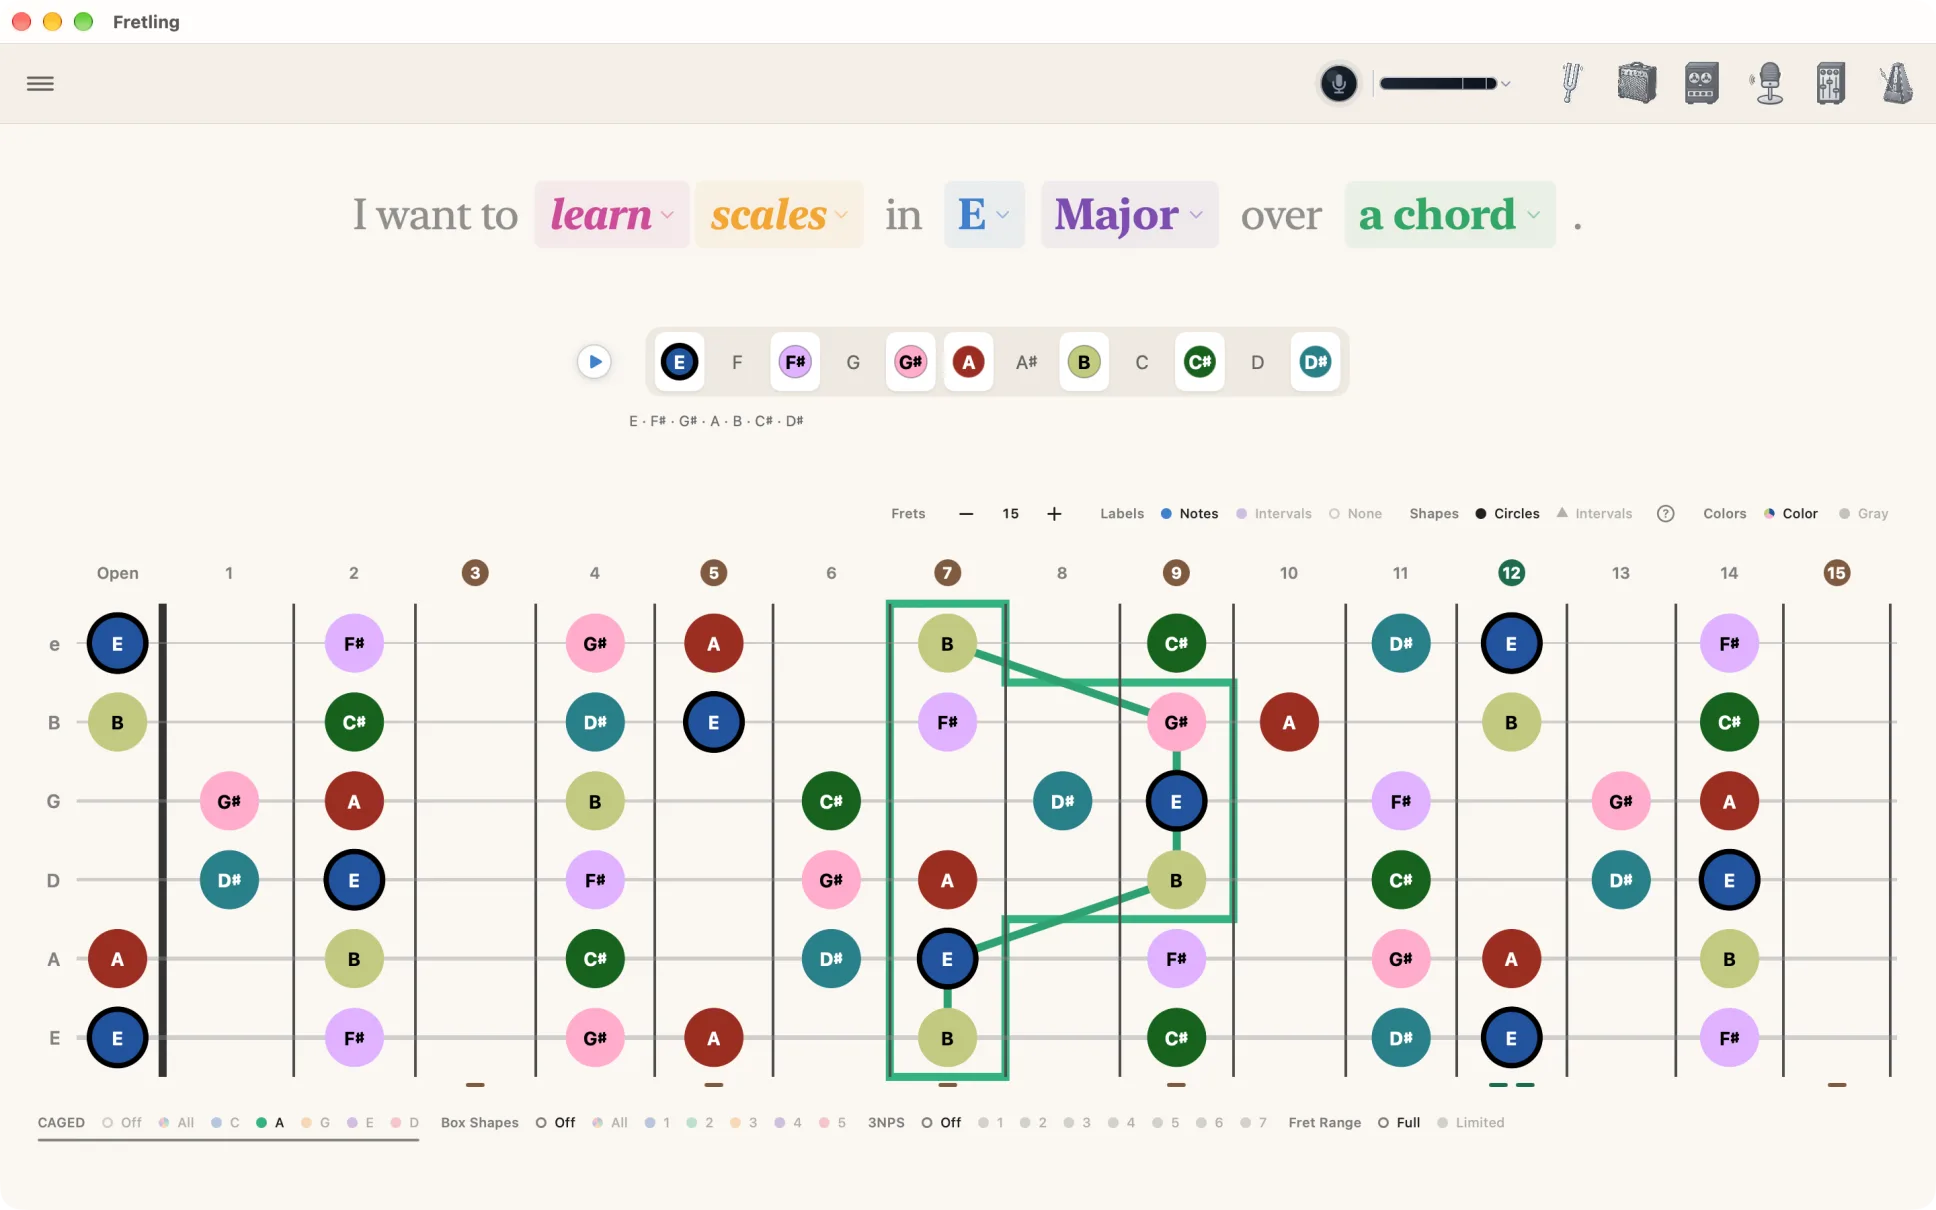 Fretling
I want to learn scales in E Major over a chord .
E F F# G G# A A# B C C# D D#
E · F# · G# · A · B · C# · D#
Frets − 15 + Labels Notes Intervals None Shapes Circles Intervals ? Colors Color Gray
Open 1 2 3 4 5 6 7 8 9 10 11 12 13 14 15
e E F# G# A B C# D# E F#
B B C# D# E F# G# A B C#
G G# A B C# D# E F# G# A
D D# E F# G# A B C# D# E
A A B C# D# E F# G# A B
E E F# G# A B C# D# E F#
CAGED Off All C A G E D Box Shapes Off All 1 2 3 4 5 3NPS Off 1 2 3 4 5 6 7 Fret Range Full Limited